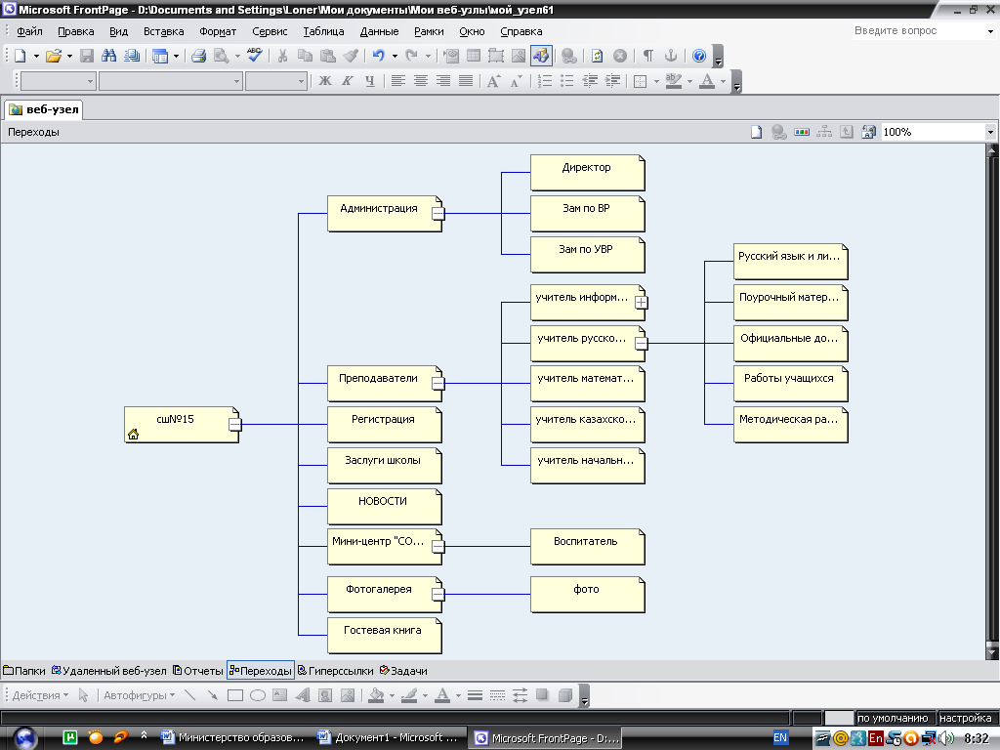 Microsoft FrontPage - D:\Documents and Settings\Loner\Мои документы\Мои веб-узлы\мой_узел61
Файл Правка Вид Вставка Формат Сервис Таблица Данные Рамки Окно Справка Введите вопрос
Ж К Ч
веб-узел
Переходы 100%
Директор
Администрация Зам по ВР
Зам по УВР
Русский язык и ли...
учитель информ... Поурочный матер...
учитель русско... Официальные до...
Преподаватели учитель математ... Работы учащихся
сш№15 Регистрация учитель казахско... Методическая ра...
Заслуги школы учитель начальн...
НОВОСТИ
Мини-центр "СО... Воспитатель
Фотогалерея фото
Гостевая книга
Папки Удаленный веб-узел Отчеты Переходы Гиперссылки Задачи
Действия Автофигуры
по умолчанию настройка
Министерство образов... Документ1 - Microsoft ... Microsoft FrontPage - D:... EN En 8:32